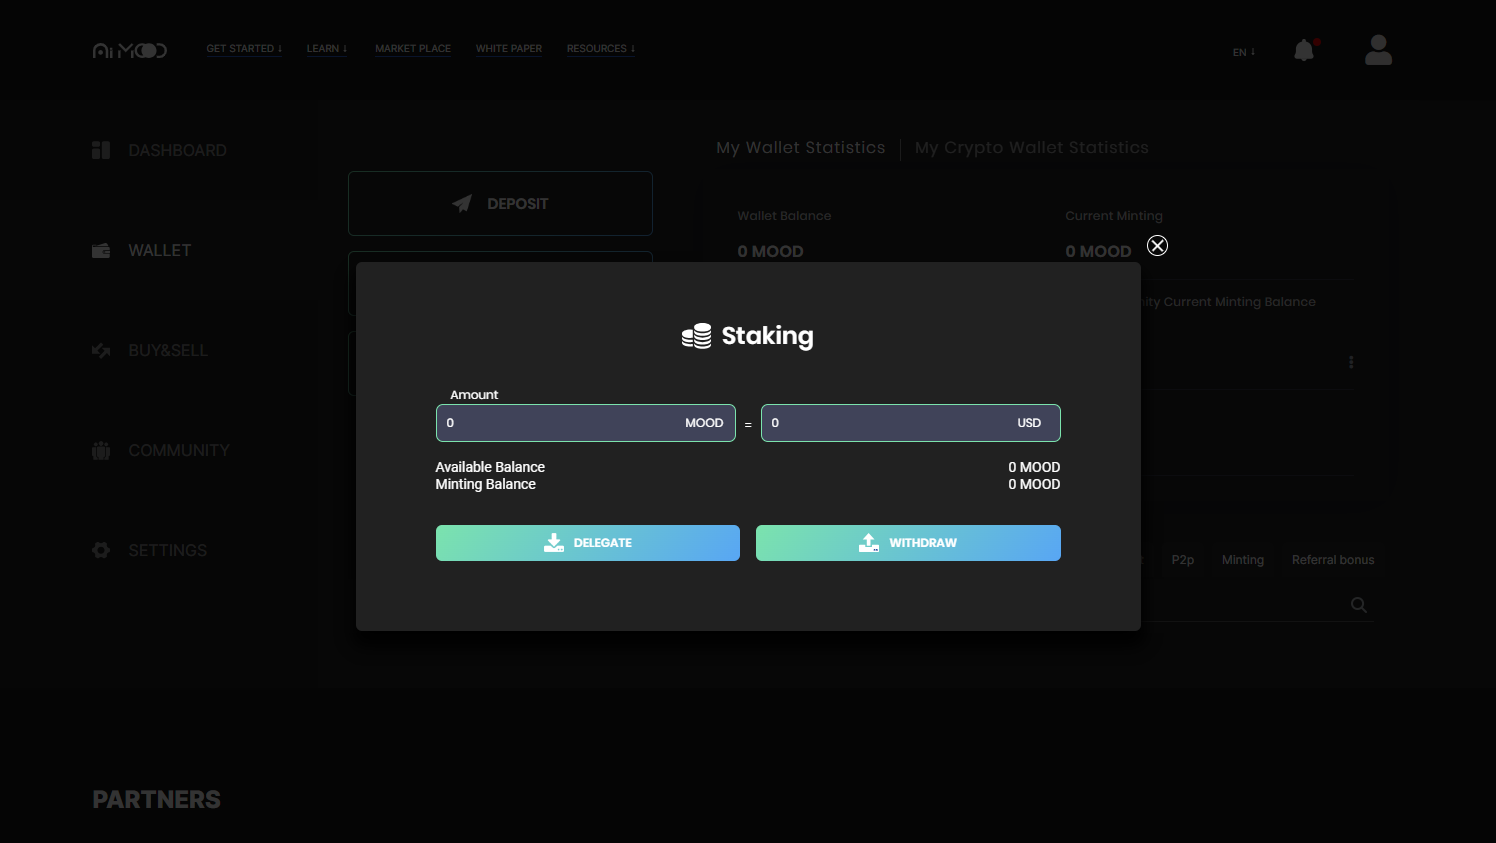 AiMOOD
GET STARTED ↓
LEARN ↓
MARKET PLACE
WHITE PAPER
RESOURCES ↓
EN ↓
DASHBOARD
WALLET
BUY&SELL
COMMUNITY
SETTINGS
DEPOSIT
My Wallet Statistics
My Crypto Wallet Statistics
Wallet Balance
0 MOOD
Current Minting
0 MOOD
Current Minting Balance
Staking
Amount
0 MOOD = 0 USD
Available Balance 0 MOOD
Minting Balance 0 MOOD
DELEGATE
WITHDRAW
P2p
Minting
Referral bonus
PARTNERS